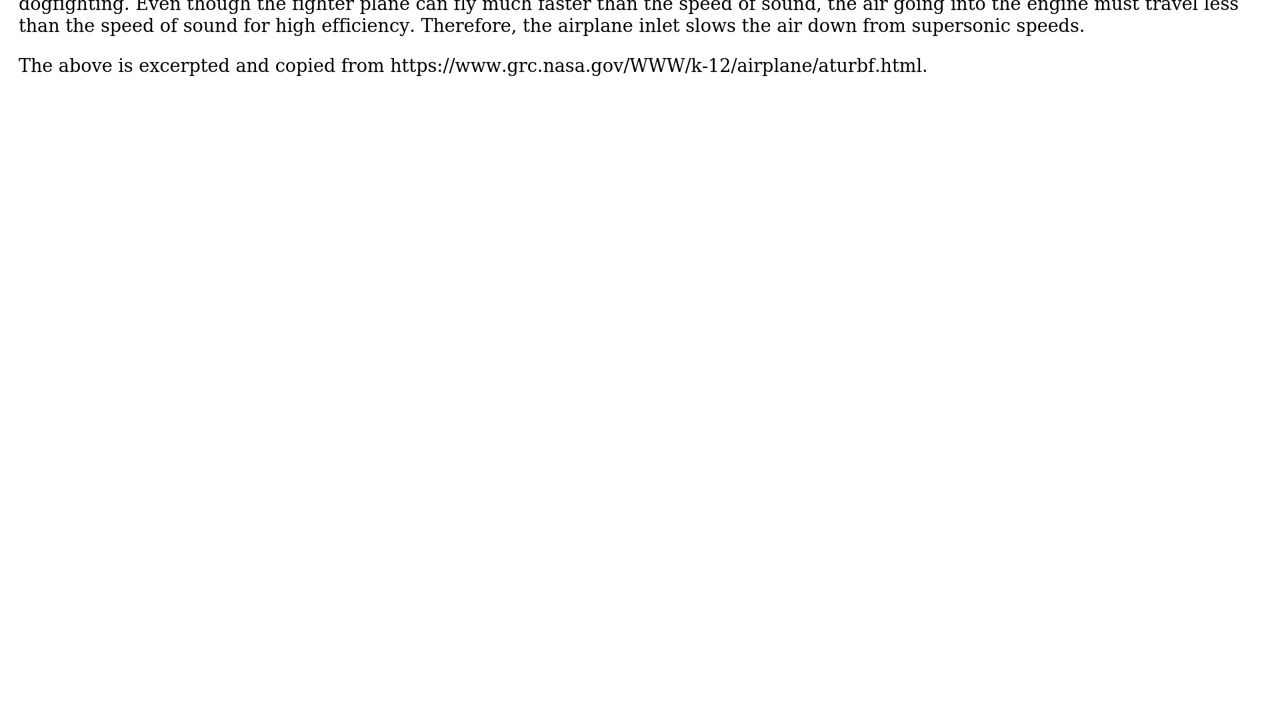 dogfighting. Even though the fighter plane can fly much faster than the speed of sound, the air going into the engine must travel less
than the speed of sound for high efficiency. Therefore, the airplane inlet slows the air down from supersonic speeds.
The above is excerpted and copied from https://www.grc.nasa.gov/WWW/k-12/airplane/aturbf.html.